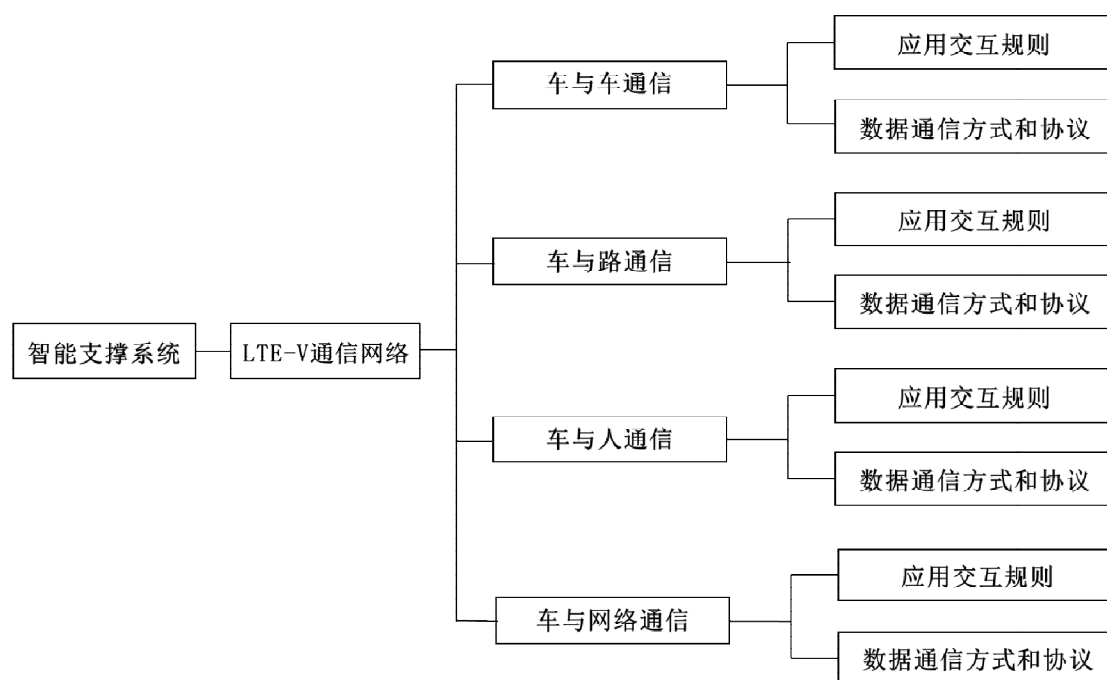 智能支撑系统
LTE-V通信网络
车与车通信
应用交互规则
数据通信方式和协议
车与路通信
应用交互规则
数据通信方式和协议
车与人通信
应用交互规则
数据通信方式和协议
车与网络通信
应用交互规则
数据通信方式和协议